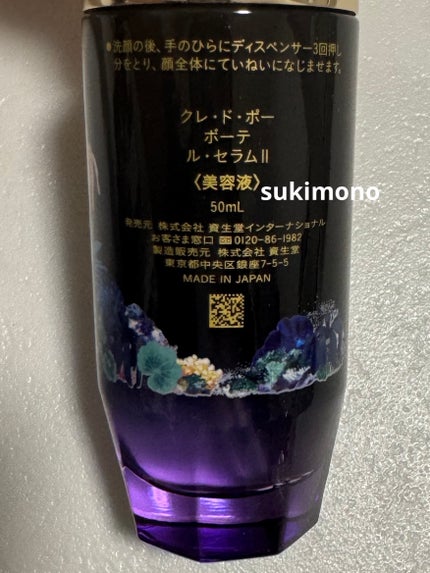 ●洗顔の後、手のひらにディスペンサー3回押し
分をとり、顔全体にていねいになじませます。
クレ・ド・ポー
ボーテ
ル・セラムⅡ
〈美容液〉
sukimono
50mL
発売元 株式会社 資生堂インターナショナル
お客さま窓口 0120-86-1982
製造販売元 株式会社 資生堂
東京都中央区銀座7-5-5
MADE IN JAPAN